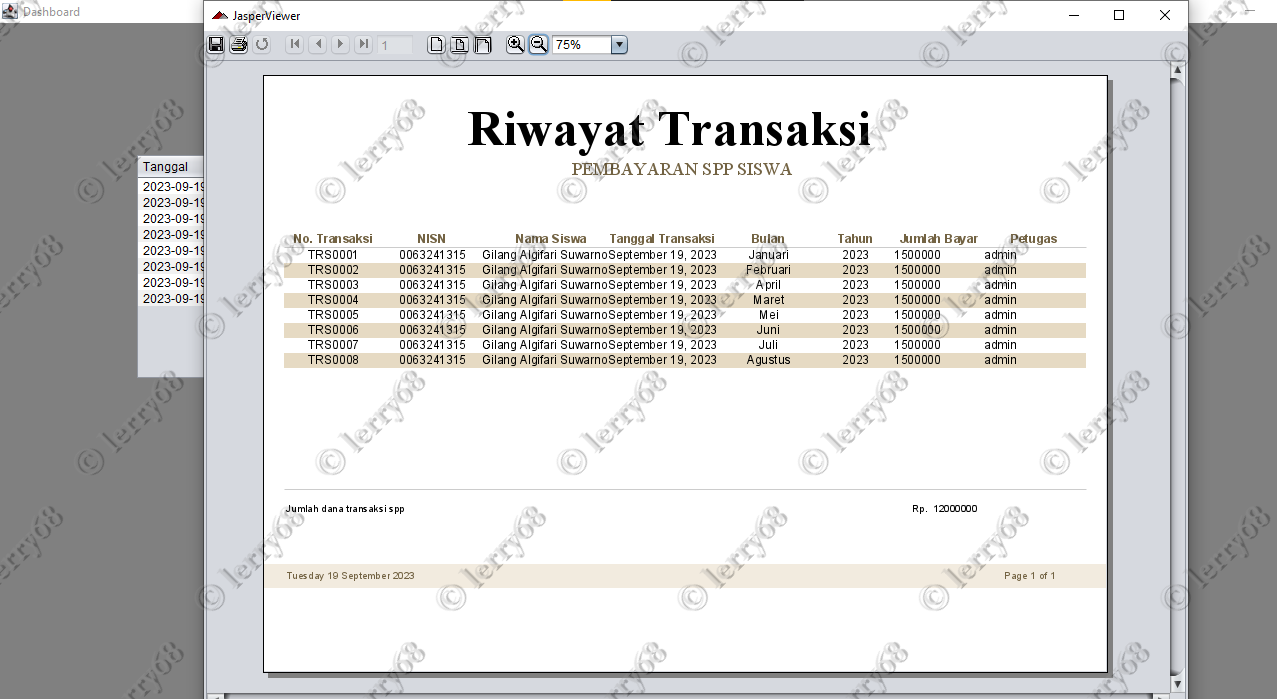 Dashboard
JasperViewer
1
75%
Riwayat Transaksi
PEMBAYARAN SPP SISWA
Tanggal
2023-09-19
2023-09-19
2023-09-19
2023-09-19
2023-09-19
2023-09-19
2023-09-19
2023-09-19
No. Transaksi NISN Nama Siswa Tanggal Transaksi Bulan Tahun Jumlah Bayar Petugas
TRS0001 0063241315 Gilang Algifari Suwarno September 19, 2023 Januari 2023 1500000 admin
TRS0002 0063241315 Gilang Algifari Suwarno September 19, 2023 Februari 2023 1500000 admin
TRS0003 0063241315 Gilang Algifari Suwarno September 19, 2023 April 2023 1500000 admin
TRS0004 0063241315 Gilang Algifari Suwarno September 19, 2023 Maret 2023 1500000 admin
TRS0005 0063241315 Gilang Algifari Suwarno September 19, 2023 Mei 2023 1500000 admin
TRS0006 0063241315 Gilang Algifari Suwarno September 19, 2023 Juni 2023 1500000 admin
TRS0007 0063241315 Gilang Algifari Suwarno September 19, 2023 Juli 2023 1500000 admin
TRS0008 0063241315 Gilang Algifari Suwarno September 19, 2023 Agustus 2023 1500000 admin
Jumlah dana transaksi spp Rp. 12000000
Tuesday 19 September 2023 Page 1 of 1
© lerry68